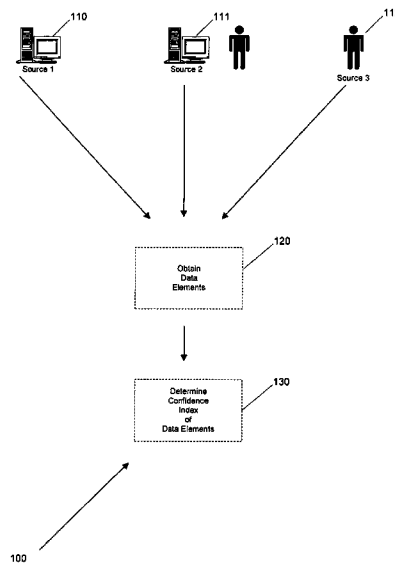 110
111
11
Source 1
Source 2
Source 3
120
Obtain
Data
Elements
130
Determine
Confidence
Index
of
Data Elements
100